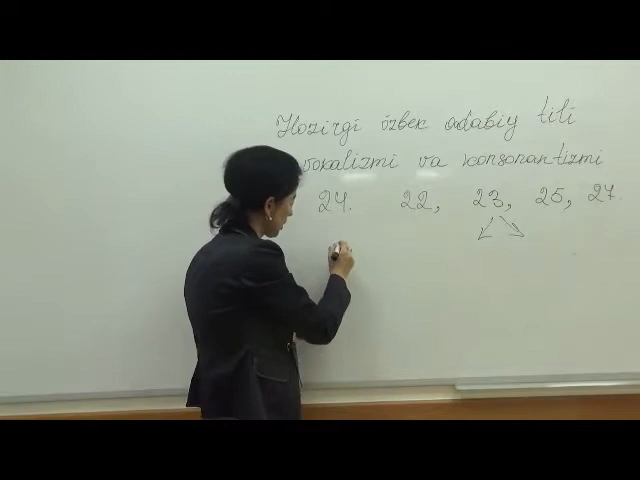 Hozirgi özbek adabiy tili
vokalizmi va konsonantizmi
24. 22, 23, 25, 27.